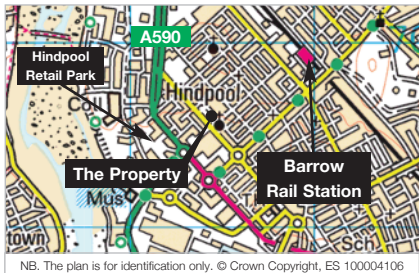 A590
Hindpool
Retail Park
Coll
Hindpool
The Property
Barrow
Rail Station
Mus
town
Sch
NB. The plan is for identification only. © Crown Copyright, ES 100004106